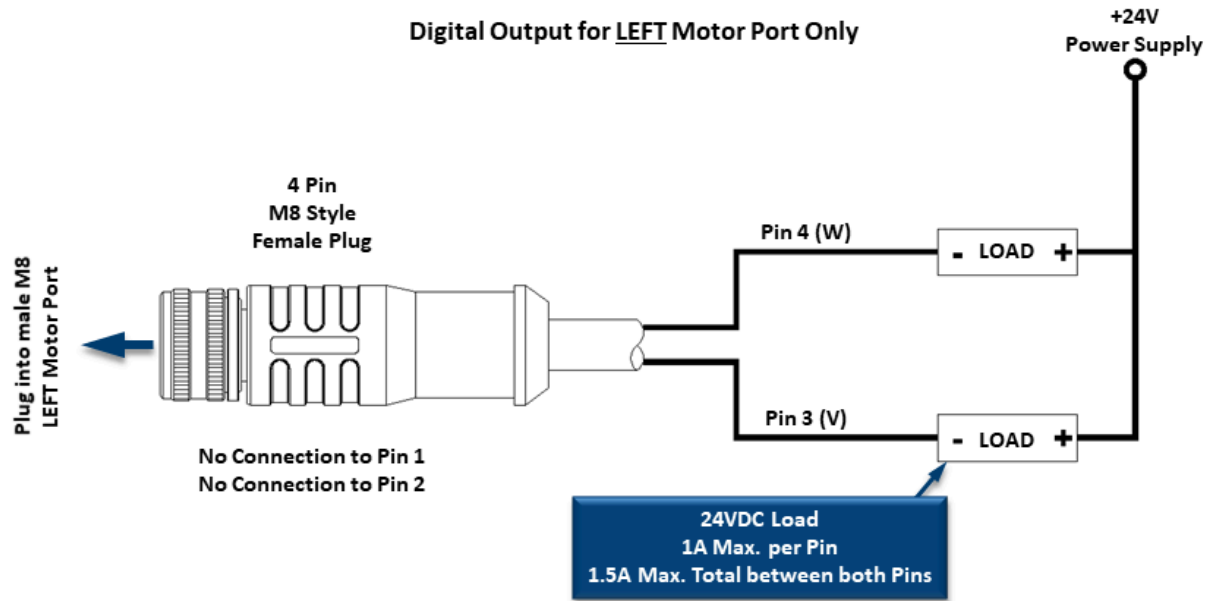 Digital Output for LEFT Motor Port Only
+24V
Power Supply
4 Pin
M8 Style
Female Plug
Plug into male M8
LEFT Motor Port
Pin 4 (W)
- LOAD +
Pin 3 (V)
- LOAD +
No Connection to Pin 1
No Connection to Pin 2
24VDC Load
1A Max. per Pin
1.5A Max. Total between both Pins